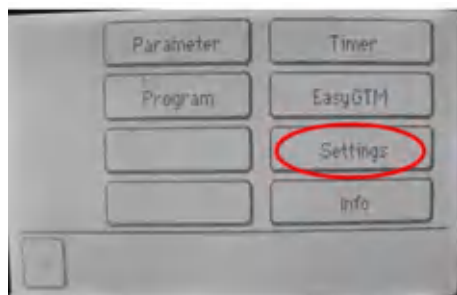 Parameter
Timer
Program
EasyGTM
Settings
Info